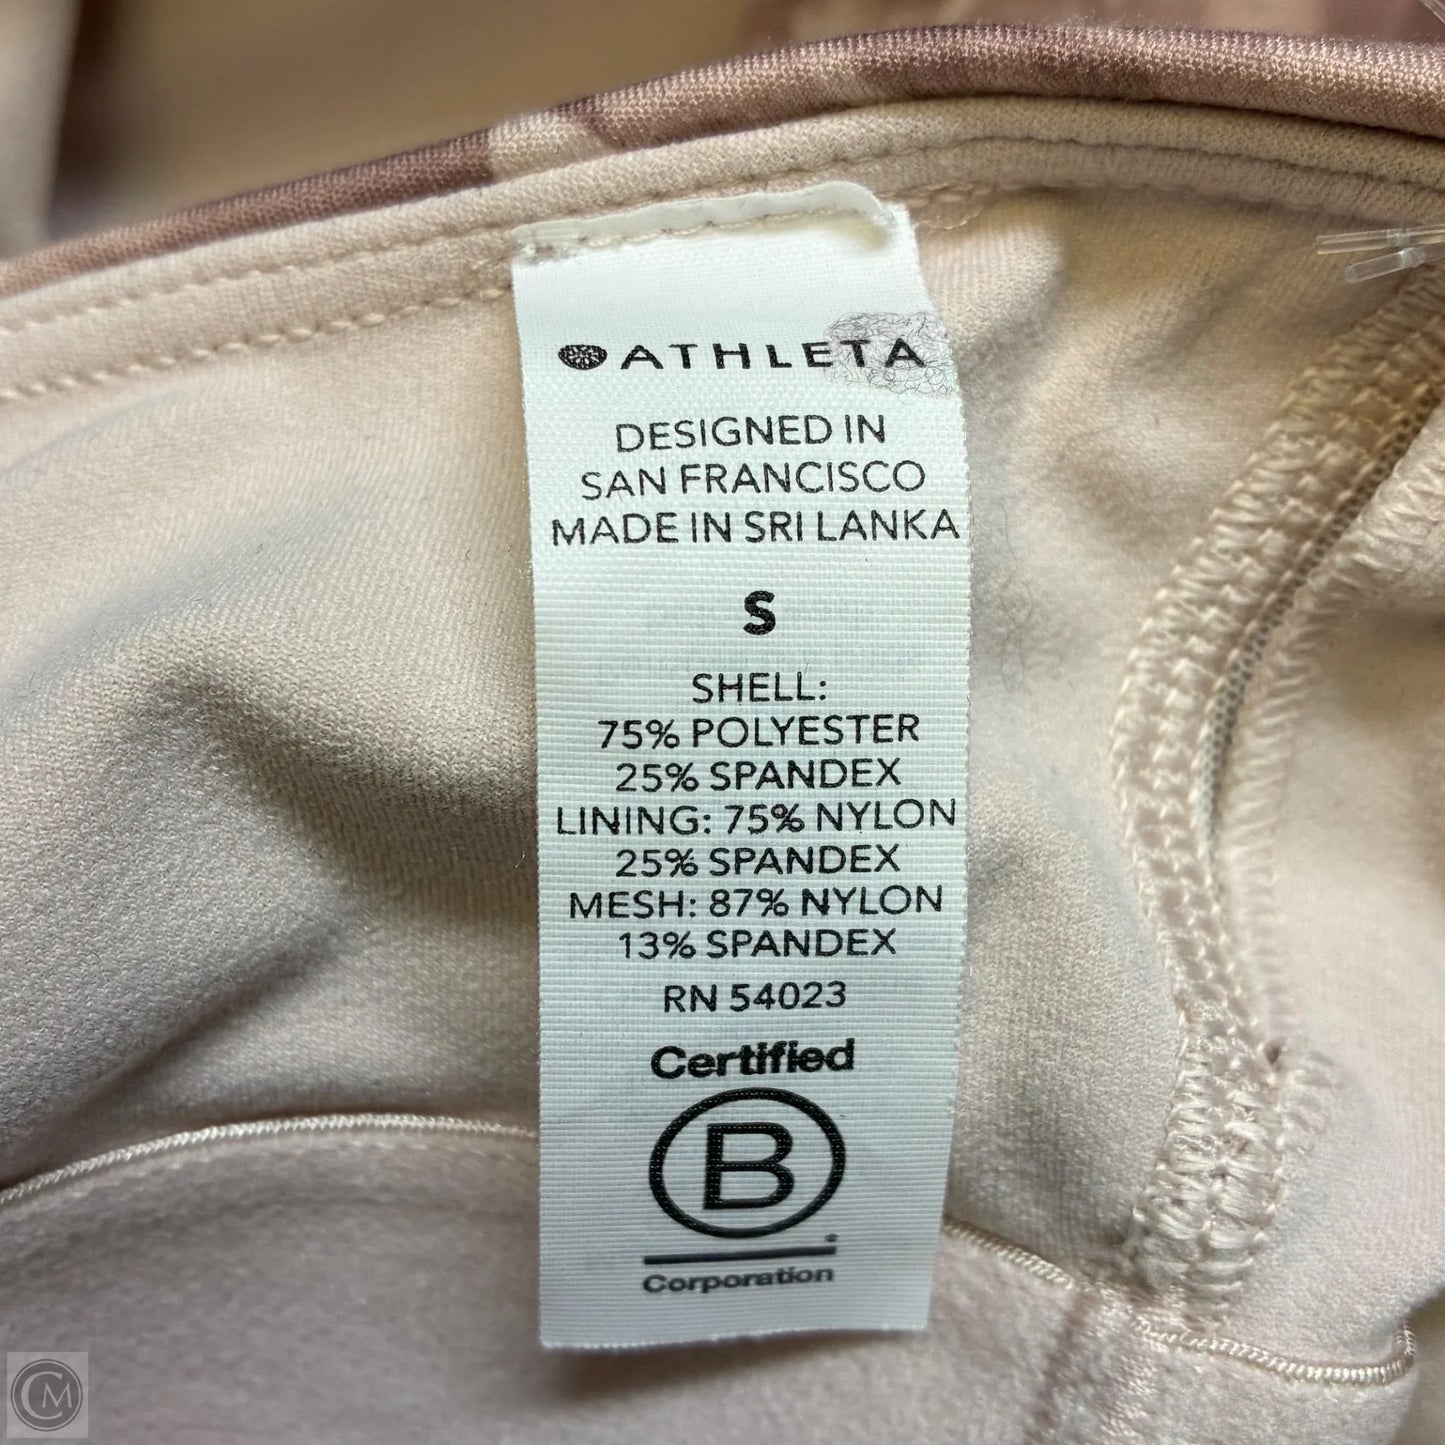 ATHLETA
DESIGNED IN
SAN FRANCISCO
MADE IN SRI LANKA
S
SHELL:
75% POLYESTER
25% SPANDEX
LINING: 75% NYLON
25% SPANDEX
MESH: 87% NYLON
13% SPANDEX
RN 54023
Certified
B
Corporation
CM